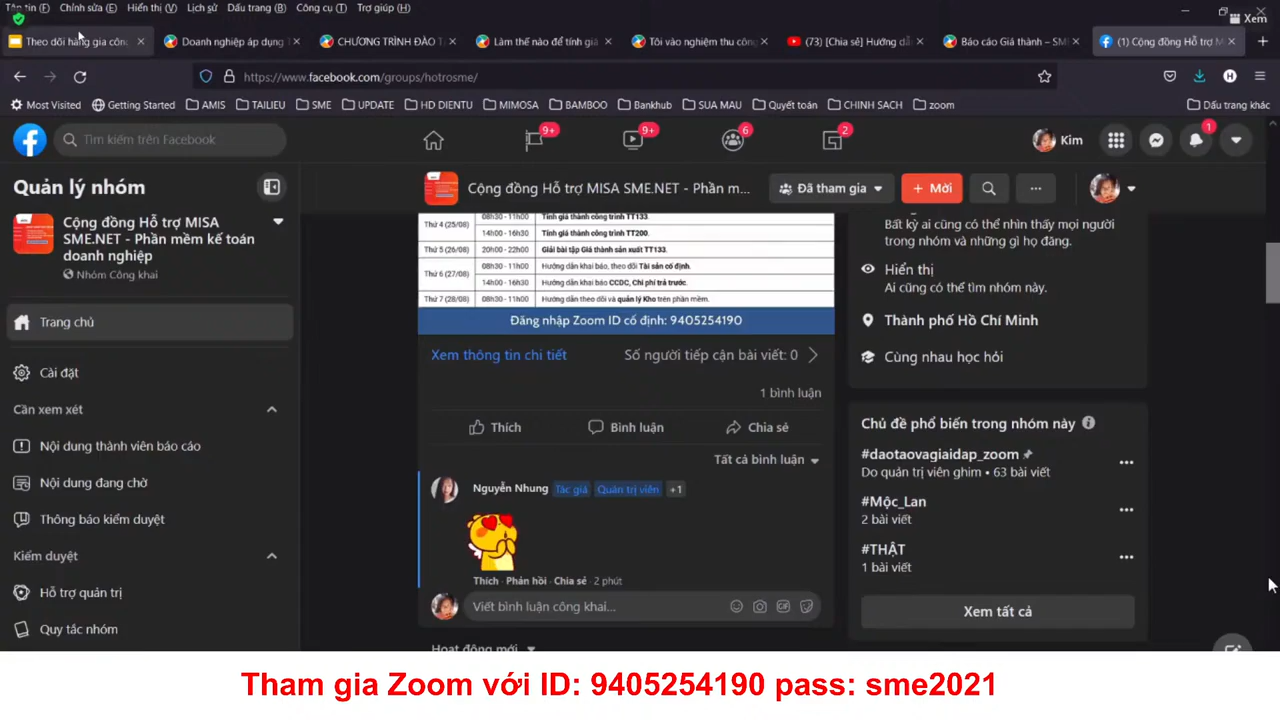 Tên tin (F) Chỉnh sửa (E) Hiển thị (V) Lịch sử Dấu trang (B) Công cụ (T) Trợ giúp (H)
Xem
Theo dõi hàng gia côn
Doanh nghiệp áp dụng T
CHƯƠNG TRÌNH ĐÀO T
Làm thế nào để tính giá
Tôi vào nghiệm thu côn
(73) [Chia sẻ] Hướng dẫ
Báo cáo Giá thành – SM
(1) Cộng đồng Hỗ trợ M
https://www.facebook.com/groups/hotrosme/
Most Visited Getting Started AMIS TAILIEU SME UPDATE HD DIENTU MIMOSA BAMBOO Bankhub SUA MAU Quyết toán CHINH SACH zoom Dấu trang khác
Tìm kiếm trên Facebook
9+ 9+ 6 2
Kim
1
Quản lý nhóm
Cộng đồng Hỗ trợ MISA SME.NET - Phần m...
Đã tham gia
+ Mới
Cộng đồng Hỗ trợ MISA
SME.NET - Phần mềm kế toán
doanh nghiệp
Nhóm Công khai
Trang chủ
Cài đặt
Cần xem xét
Nội dung thành viên báo cáo
Nội dung đang chờ
Thông báo kiểm duyệt
Kiểm duyệt
Hỗ trợ quản trị
Quy tắc nhóm
Thứ 4 (25/08) 08h30 - 11h00 Tính giá thành công trình TT133.
14h00 - 16h30 Tính giá thành công trình TT200.
Thứ 5 (26/08) 20h00 - 22h00 Giải bài tập Giá thành sản xuất TT133.
Thứ 6 (27/08) 08h30 - 11h00 Hướng dẫn khai báo, theo dõi Tài sản cố định.
14h00 - 16h30 Hướng dẫn khai báo CCDC, Chi phí trả trước.
Thứ 7 (28/08) 08h30 - 11h00 Hướng dẫn theo dõi và quản lý Kho trên phần mềm.
Đăng nhập Zoom ID cố định: 9405254190
Xem thông tin chi tiết Số người tiếp cận bài viết: 0
1 bình luận
Thích Bình luận Chia sẻ
Tất cả bình luận
Nguyễn Nhung Tác giả Quản trị viên +1
Thích · Phản hồi · Chia sẻ · 2 phút
Viết bình luận công khai...
Hoạt động mới
Bất kỳ ai cũng có thể nhìn thấy mọi người
trong nhóm và những gì họ đăng.
Hiển thị
Ai cũng có thể tìm nhóm này.
Thành phố Hồ Chí Minh
Cùng nhau học hỏi
Chủ đề phổ biến trong nhóm này
#daotaovagiaidap_zoom
Do quản trị viên ghim • 63 bài viết
#Mộc_Lan
2 bài viết
#THẬT
1 bài viết
Xem tất cả
Tham gia Zoom với ID: 9405254190 pass: sme2021